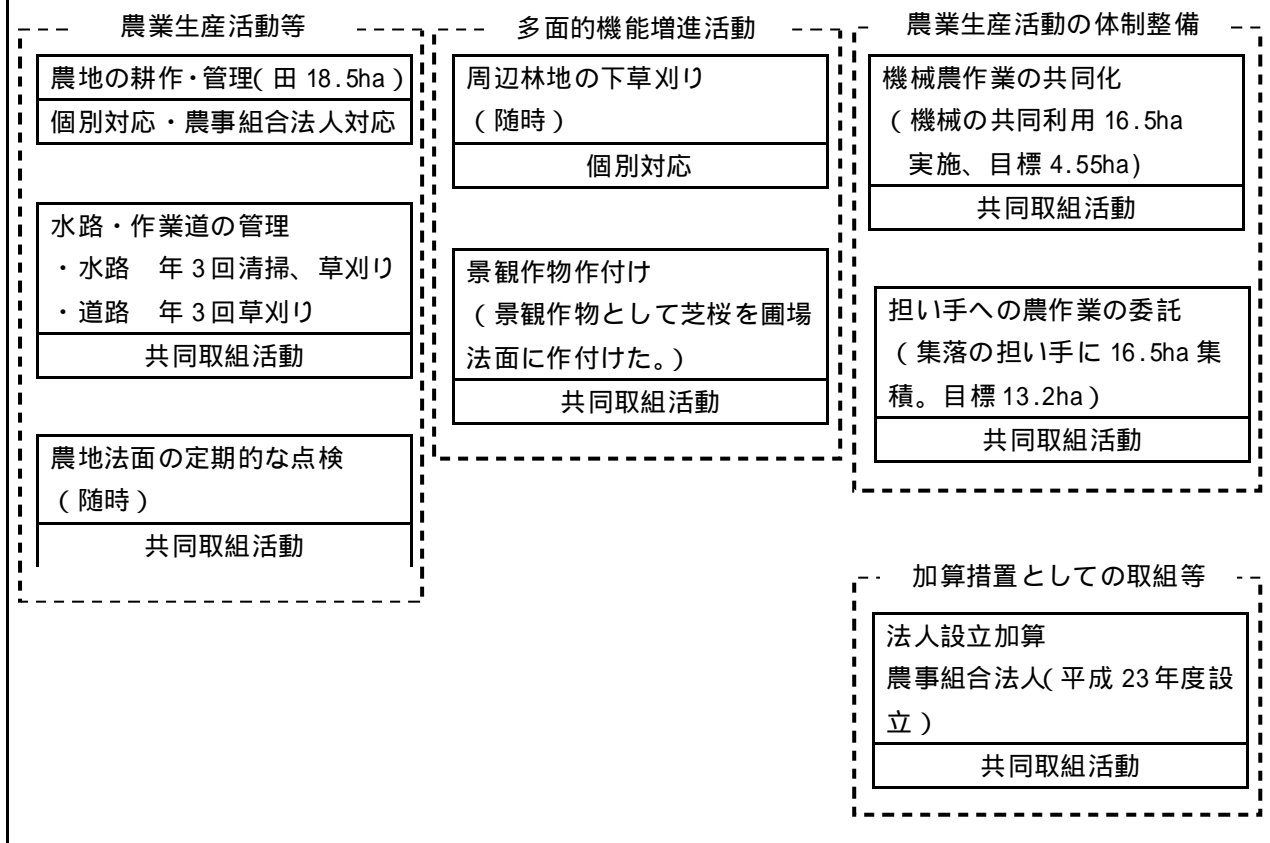 農業生産活動等
農地の耕作・管理(田 18.5ha)
個別対応・農事組合法人対応
水路・作業道の管理
・水路　年3回清掃、草刈り
・道路　年3回草刈り
共同取組活動
農地法面の定期的な点検
(随時)
共同取組活動
多面的機能増進活動
周辺林地の下草刈り
(随時)
個別対応
景観作物作付け
(景観作物として芝桜を圃場
法面に作付けた。)
共同取組活動
農業生産活動の体制整備
機械農作業の共同化
(機械の共同利用 16.5ha
実施、目標 4.55ha)
共同取組活動
担い手への農作業の委託
(集落の担い手に 16.5ha 集
積。目標 13.2ha)
共同取組活動
加算措置としての取組等
法人設立加算
農事組合法人(平成 23 年度設
立)
共同取組活動